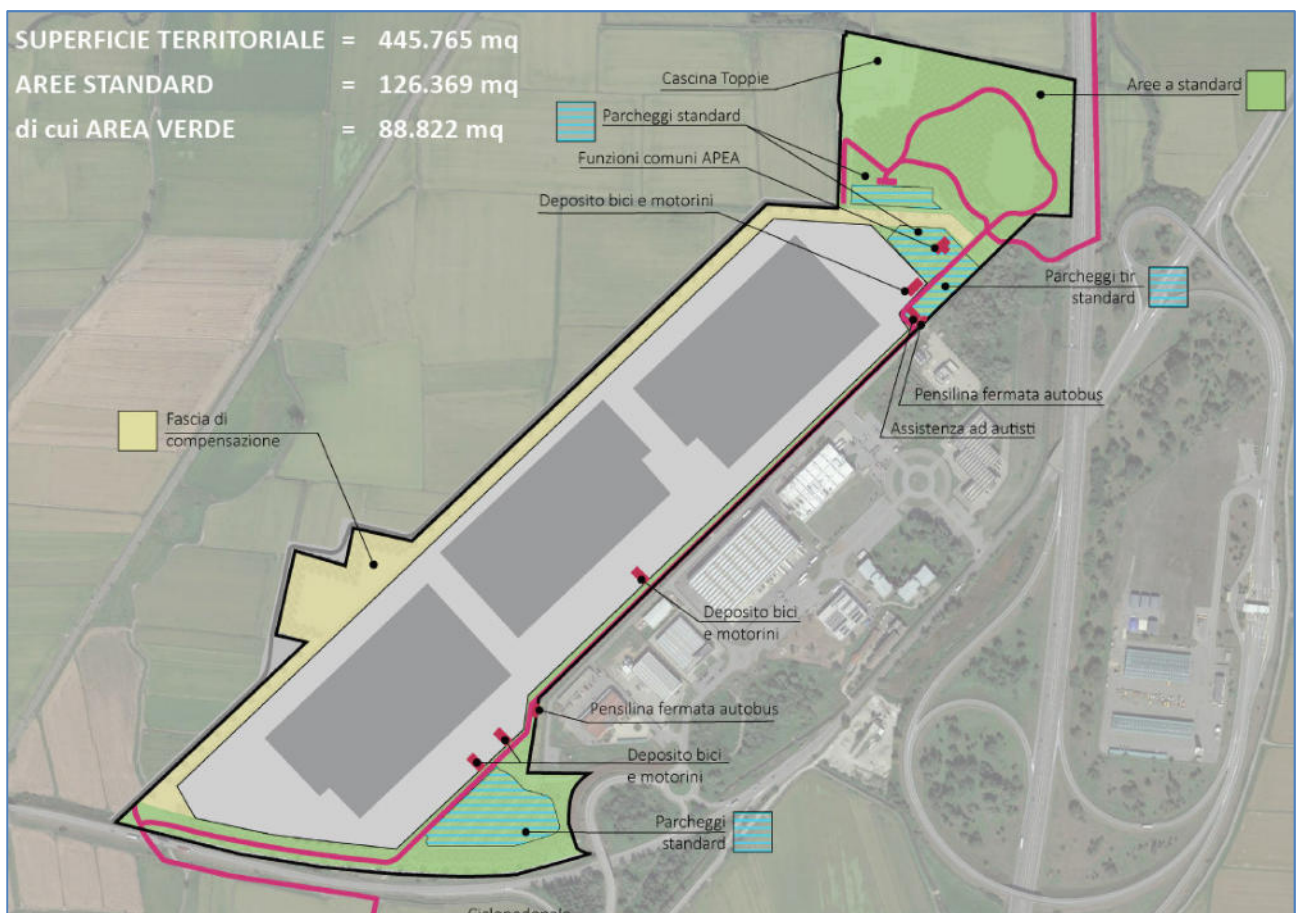 SUPERFICIE TERRITORIALE = 445.765 mq
AREE STANDARD = 126.369 mq
di cui AREA VERDE = 88.822 mq
Cascina Toppie
Aree a standard
Parcheggi standard
Funzioni comuni APEA
Deposito bici e motorini
Parcheggi tir
standard
Pensilina fermata autobus
Assistenza ad autisti
Fascia di
compensazione
Deposito bici
e motorini
Pensilina fermata autobus
Deposito bici
e motorini
Parcheggi
standard
Ciclopedonale